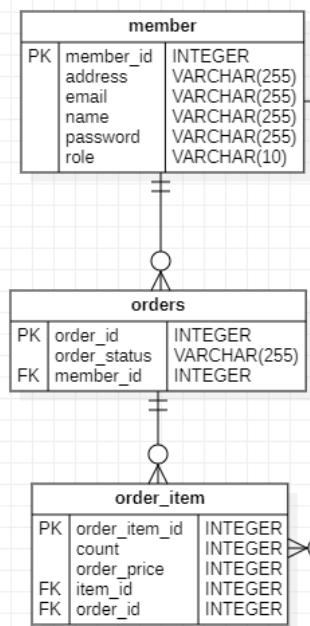 member
PK member_id INTEGER
address VARCHAR(255)
email VARCHAR(255)
name VARCHAR(255)
password VARCHAR(255)
role VARCHAR(10)
orders
PK order_id INTEGER
order_status VARCHAR(255)
FK member_id INTEGER
order_item
PK order_item_id INTEGER
count INTEGER
order_price INTEGER
FK item_id INTEGER
FK order_id INTEGER